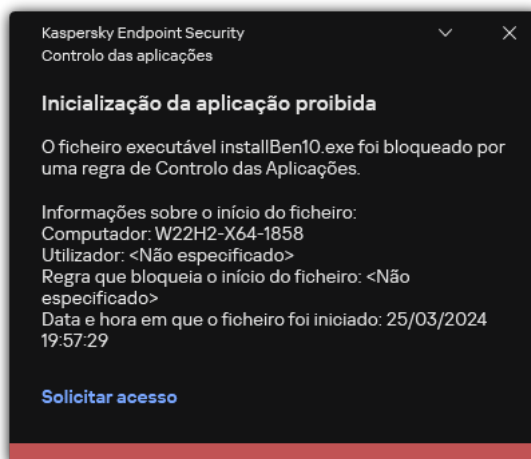 Kaspersky Endpoint Security
Controlo das aplicações
Inicialização da aplicação proibida
O ficheiro executável installBen10.exe foi bloqueado por
uma regra de Controlo das Aplicações.
Informações sobre o início do ficheiro:
Computador: W22H2-X64-1858
Utilizador: <Não especificado>
Regra que bloqueia o início do ficheiro: <Não
especificado>
Data e hora em que o ficheiro foi iniciado: 25/03/2024
19:57:29
Solicitar acesso